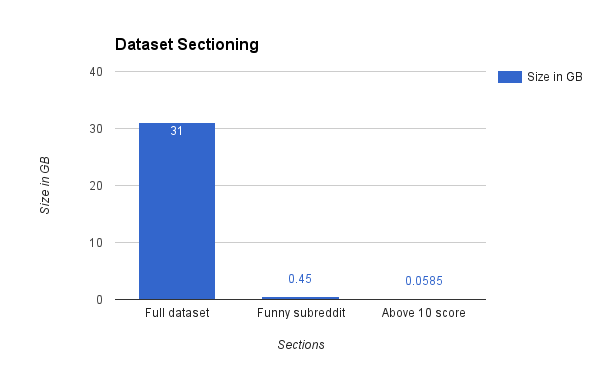 Dataset Sectioning
40
30
20
10
0
Size in GB
Size in GB
31
0.45
0.0585
Full dataset
Funny subreddit
Above 10 score
Sections